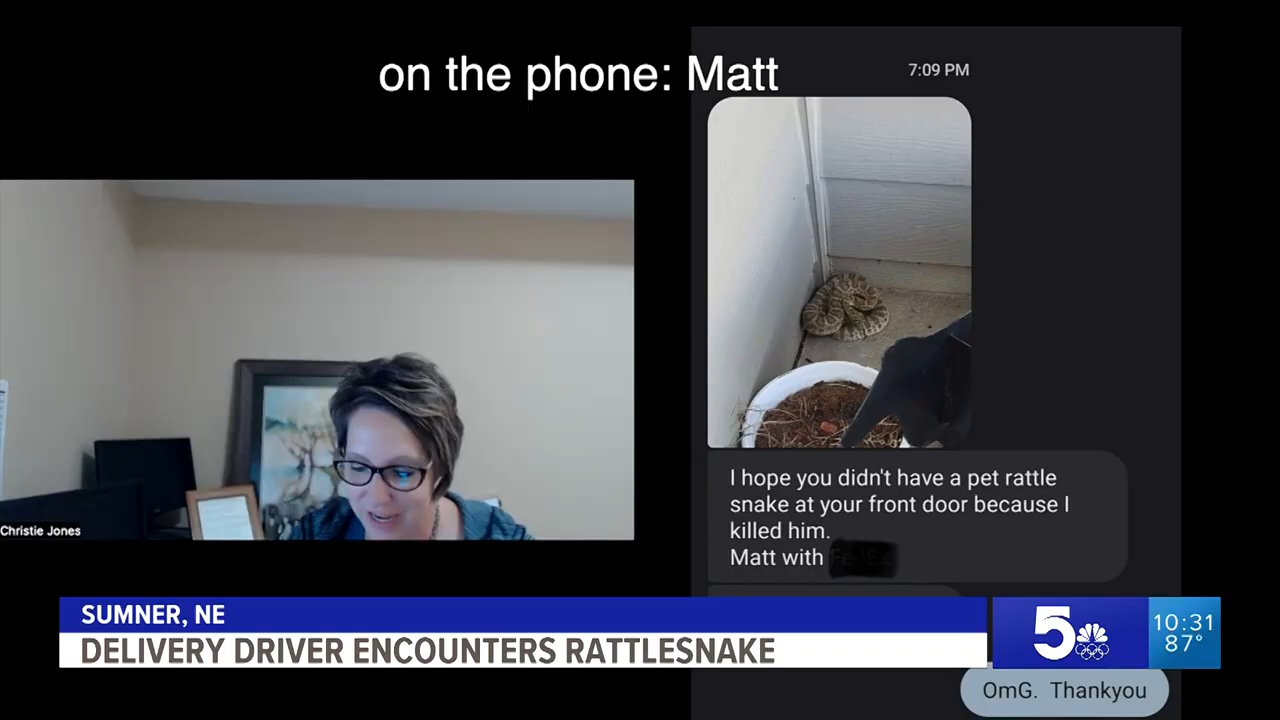 on the phone: Matt
7:09 PM
I hope you didn't have a pet rattle
snake at your front door because I
killed him.
Matt with
Christie Jones
SUMNER, NE
DELIVERY DRIVER ENCOUNTERS RATTLESNAKE
5
10:31
87°
OmG. Thankyou